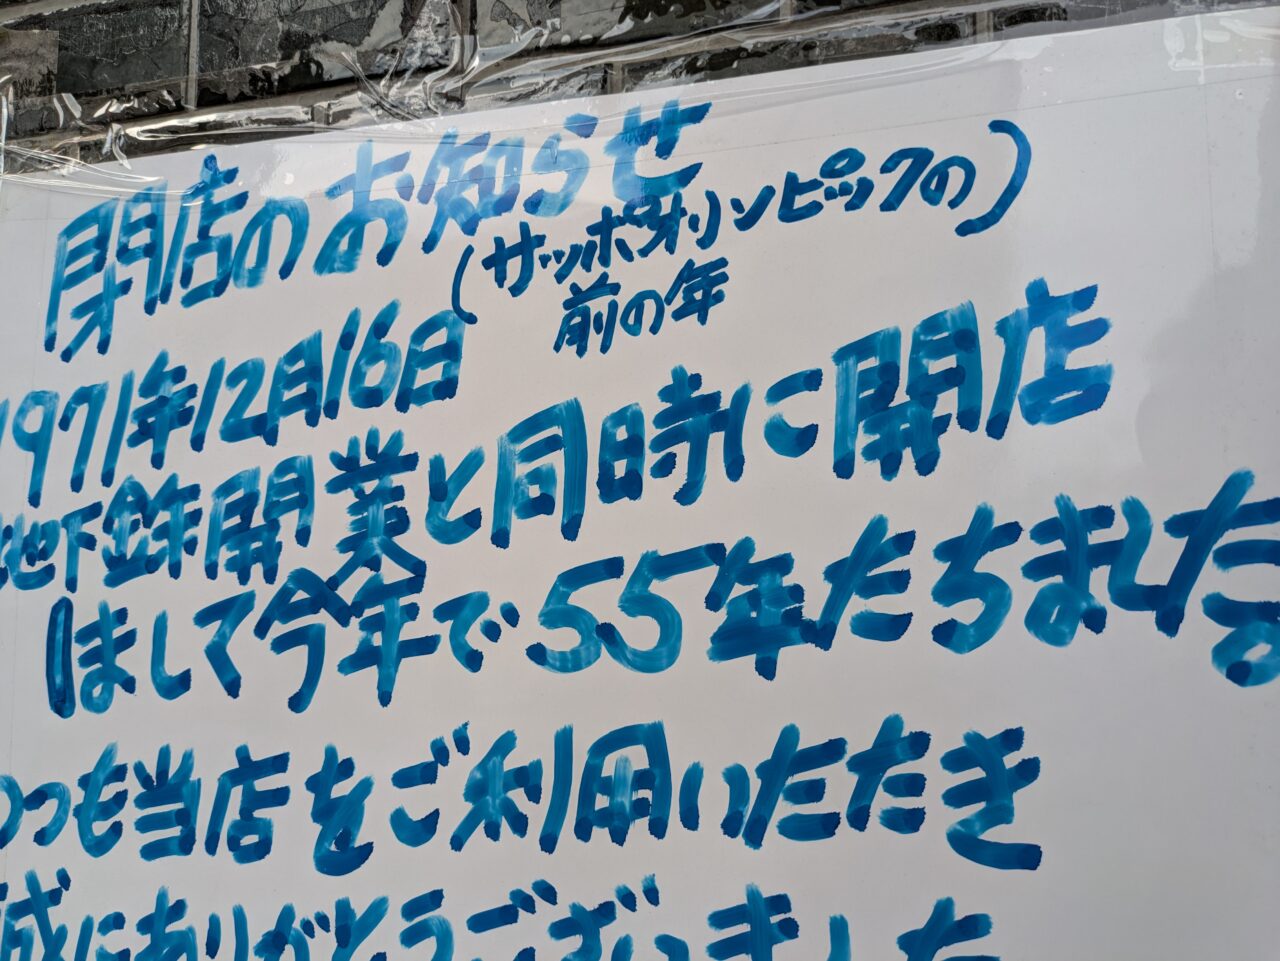 閉店のお知らせ
(サッポロオリンピックの)
前の年
1971年12月16日
地下鉄開業と同時に開店
しまして今年で55年たちました
いつも当店をご利用いただき
誠にありがとうございました